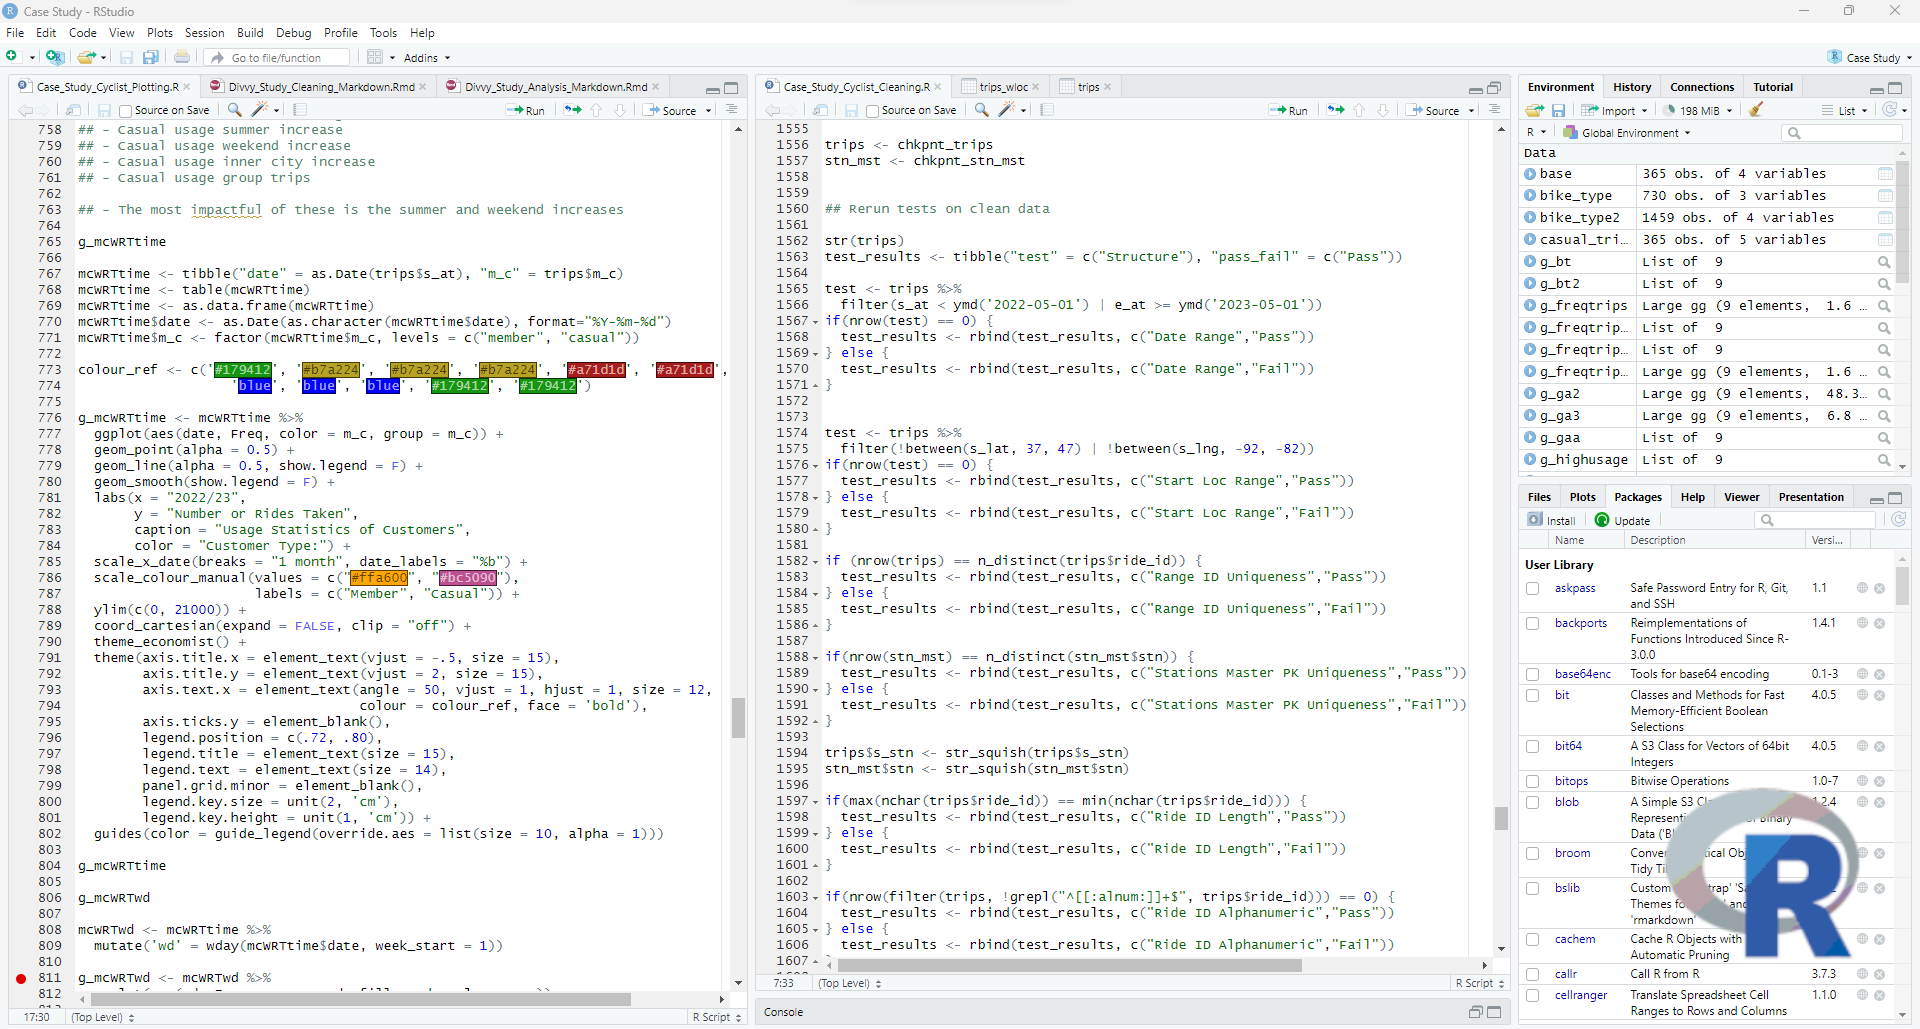 Case Study - RStudio
File Edit Code View Plots Session Build Debug Profile Tools Help
Go to file/function Addins Case Study
Case_Study_Cyclist_Plotting.R Divvy_Study_Cleaning_Markdown.Rmd Divvy_Study_Analysis_Markdown.Rmd
Source on Save Run Source
758 ## - Casual usage summer increase
759 ## - Casual usage weekend increase
760 ## - Casual usage inner city increase
761 ## - Casual usage group trips
762
763 ## - The most impactful of these is the summer and weekend increases
764
765 g_mcWRTtime
766
767 mcWRTtime <- tibble("date" = as.Date(trips$s_at), "m_c" = trips$m_c)
768 mcWRTtime <- table(mcWRTtime)
769 mcWRTtime <- as.data.frame(mcWRTtime)
770 mcWRTtime$date <- as.Date(as.character(mcWRTtime$date), format="%Y-%m-%d")
771 mcWRTtime$m_c <- factor(mcWRTtime$m_c, levels = c("member", "casual"))
772
773 colour_ref <- c('#179412', '#b7a224', '#b7a224', '#b7a224', '#a71d1d', '#a71d1d',
774 'blue', 'blue', 'blue', '#179412', '#179412')
775
776 g_mcWRTtime <- mcWRTtime %>%
777 ggplot(aes(date, Freq, color = m_c, group = m_c)) +
778 geom_point(alpha = 0.5) +
779 geom_line(alpha = 0.5, show.legend = F) +
780 geom_smooth(show.legend = F) +
781 labs(x = "2022/23",
782 y = "Number or Rides Taken",
783 caption = "Usage Statistics of Customers",
784 color = "Customer Type:") +
785 scale_x_date(breaks = "1 month", date_labels = "%b") +
786 scale_colour_manual(values = c("#ffa600", "#bc5090"),
787 labels = c("Member", "Casual")) +
788 ylim(c(0, 21000)) +
789 coord_cartesian(expand = FALSE, clip = "off") +
790 theme_economist() +
791 theme(axis.title.x = element_text(vjust = -.5, size = 15),
792 axis.title.y = element_text(vjust = 2, size = 15),
793 axis.text.x = element_text(angle = 50, vjust = 1, hjust = 1, size = 12,
794 colour = colour_ref, face = 'bold'),
795 axis.ticks.y = element_blank(),
796 legend.position = c(.72, .80),
797 legend.title = element_text(size = 15),
798 legend.text = element_text(size = 14),
799 panel.grid.minor = element_blank(),
800 legend.key.size = unit(2, 'cm'),
801 legend.key.height = unit(1, 'cm')) +
802 guides(color = guide_legend(override.aes = list(size = 10, alpha = 1)))
803
804 g_mcWRTtime
805
806 g_mcWRTwd
807
808 mcWRTwd <- mcWRTtime %>%
809 mutate('wd' = wday(mcWRTtime$date, week_start = 1))
810
811 g_mcWRTwd <- mcWRTwd %>%
812
17:30 (Top Level) R Script
Case_Study_Cyclist_Cleaning.R trips_wloc trips
Source on Save Run Source
1555
1556 trips <- chkpnt_trips
1557 stn_mst <- chkpnt_stn_mst
1558
1559
1560 ## Rerun tests on clean data
1561
1562 str(trips)
1563 test_results <- tibble("test" = c("Structure"), "pass_fail" = c("Pass"))
1564
1565 test <- trips %>%
1566 filter(s_at < ymd('2022-05-01') | e_at >= ymd('2023-05-01'))
1567 if(nrow(test) == 0) {
1568 test_results <- rbind(test_results, c("Date Range","Pass"))
1569 } else {
1570 test_results <- rbind(test_results, c("Date Range","Fail"))
1571 }
1572
1573
1574 test <- trips %>%
1575 filter(!between(s_lat, 37, 47) | !between(s_lng, -92, -82))
1576 if(nrow(test) == 0) {
1577 test_results <- rbind(test_results, c("Start Loc Range","Pass"))
1578 } else {
1579 test_results <- rbind(test_results, c("Start Loc Range","Fail"))
1580 }
1581
1582 if (nrow(trips) == n_distinct(trips$ride_id)) {
1583 test_results <- rbind(test_results, c("Range ID Uniqueness","Pass"))
1584 } else {
1585 test_results <- rbind(test_results, c("Range ID Uniqueness","Fail"))
1586 }
1587
1588 if(nrow(stn_mst) == n_distinct(stn_mst$stn)) {
1589 test_results <- rbind(test_results, c("Stations Master PK Uniqueness","Pass"))
1590 } else {
1591 test_results <- rbind(test_results, c("Stations Master PK Uniqueness","Fail"))
1592 }
1593
1594 trips$s_stn <- str_squish(trips$s_stn)
1595 stn_mst$stn <- str_squish(stn_mst$stn)
1596
1597 if(max(nchar(trips$ride_id)) == min(nchar(trips$ride_id))) {
1598 test_results <- rbind(test_results, c("Ride ID Length","Pass"))
1599 } else {
1600 test_results <- rbind(test_results, c("Ride ID Length","Fail"))
1601 }
1602
1603 if(nrow(filter(trips, !grepl("^[[:alnum:]]+$", trips$ride_id))) == 0) {
1604 test_results <- rbind(test_results, c("Ride ID Alphanumeric","Pass"))
1605 } else {
1606 test_results <- rbind(test_results, c("Ride ID Alphanumeric","Fail"))
1607
7:33 (Top Level) R Script
Console
Environment History Connections Tutorial
Import 198 MiB List
R Global Environment
Data
base 365 obs. of 4 variables
bike_type 730 obs. of 3 variables
bike_type2 1459 obs. of 4 variables
casual_tri… 365 obs. of 5 variables
g_bt List of 9
g_bt2 List of 9
g_freqtrips Large gg (9 elements, 1.6 …
g_freqtrip… List of 9
g_freqtrip… List of 9
g_freqtrip… Large gg (9 elements, 1.6 …
g_ga2 Large gg (9 elements, 48.3…
g_ga3 Large gg (9 elements, 6.8 …
g_gaa List of 9
g_highusage List of 9
Files Plots Packages Help Viewer Presentation
Install Update
Name Description Versi...
User Library
askpass Safe Password Entry for R, Git, 1.1
and SSH
backports Reimplementations of 1.4.1
Functions Introduced Since R-
3.0.0
base64enc Tools for base64 encoding 0.1-3
bit Classes and Methods for Fast 4.0.5
Memory-Efficient Boolean
Selections
bit64 A S3 Class for Vectors of 64bit 4.0.5
Integers
bitops Bitwise Operations 1.0-7
blob A Simple S3
Data
broom
bslib
Themes
'rmarkdown'
cachem Cache R Objects with
Automatic Pruning
callr Call R from R 3.7.3
cellranger Translate Spreadsheet Cell 1.1.0
Ranges to Rows and Columns
R